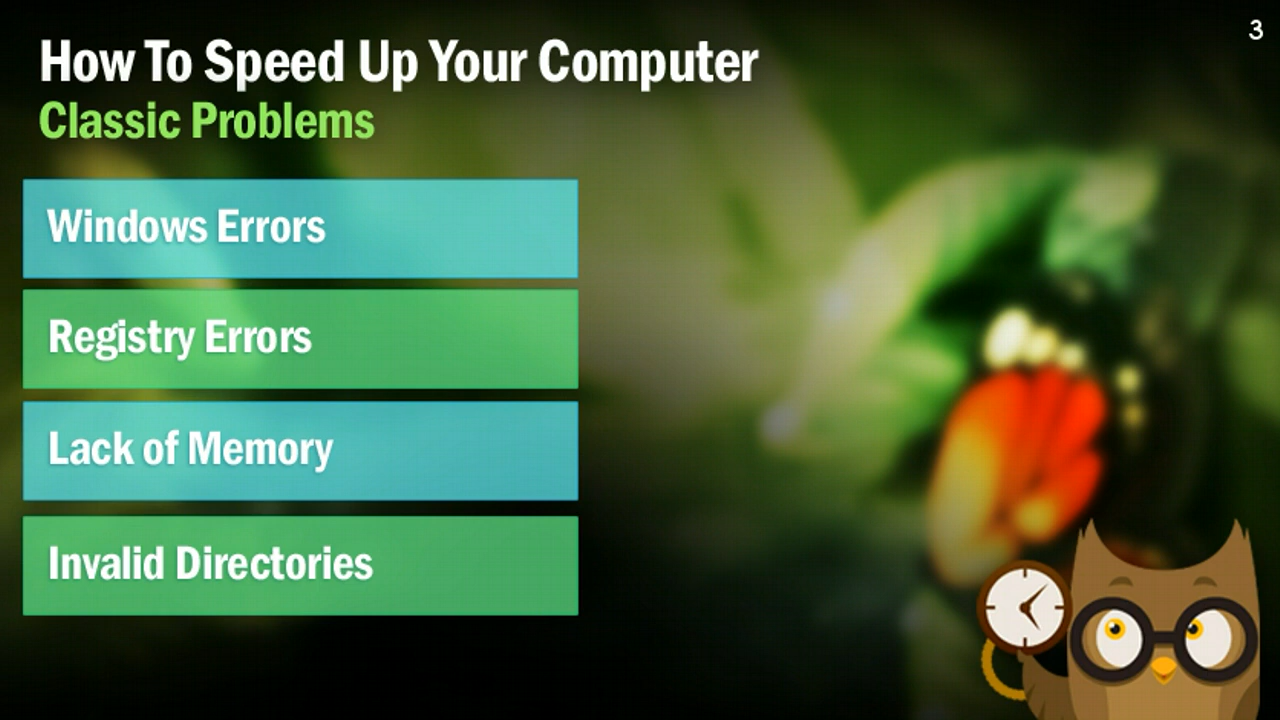 3
How To Speed Up Your Computer
Classic Problems
Windows Errors
Registry Errors
Lack of Memory
Invalid Directories